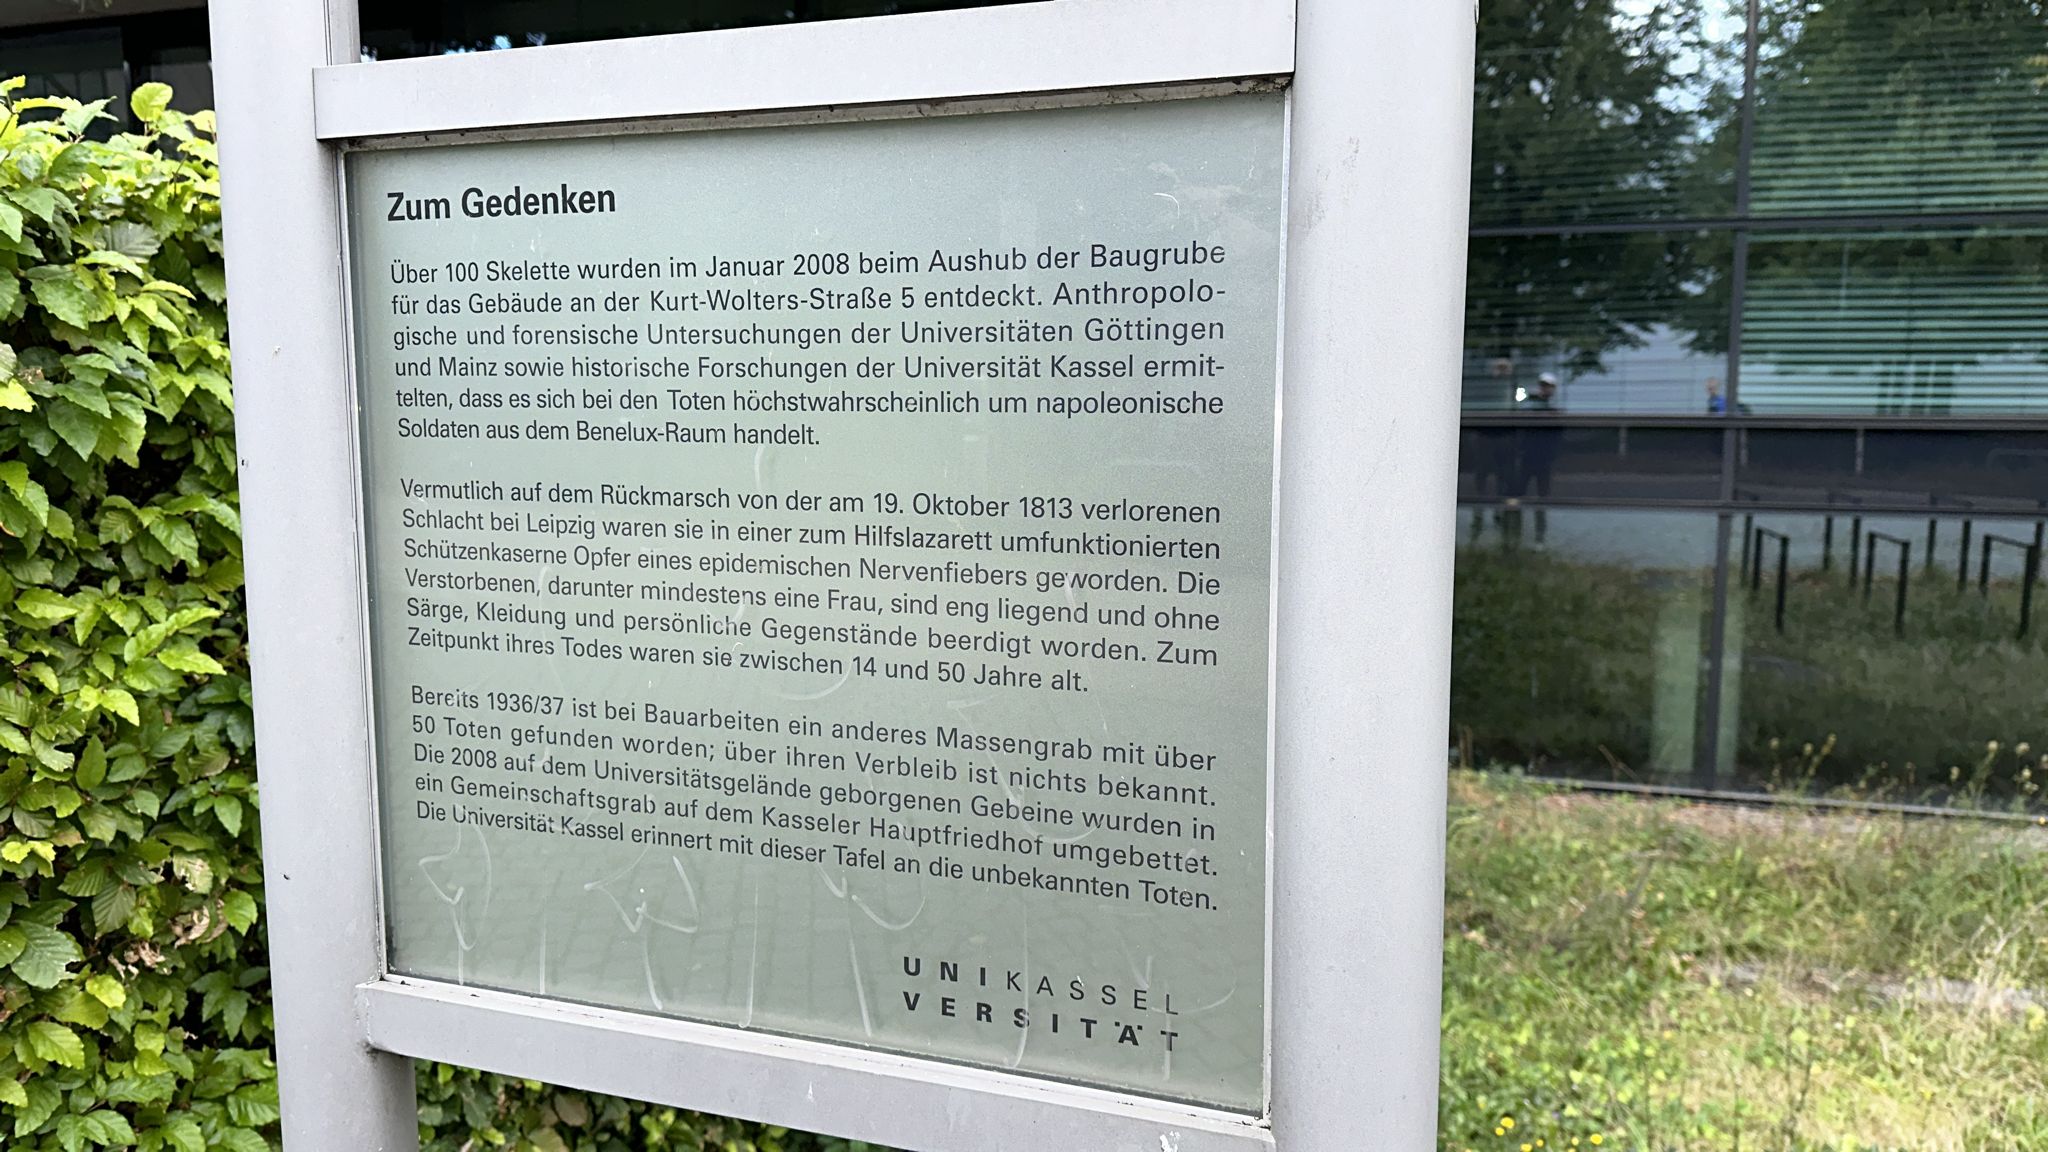 Zum Gedenken
Über 100 Skelette wurden im Januar 2008 beim Aushub der Baugrube
für das Gebäude an der Kurt-Wolters-Straße 5 entdeckt. Anthropolo-
gische und forensische Untersuchungen der Universitäten Göttingen
und Mainz sowie historische Forschungen der Universität Kassel ermit-
telten, dass es sich bei den Toten höchstwahrscheinlich um napoleonische
Soldaten aus dem Benelux-Raum handelt.
Vermutlich auf dem Rückmarsch von der am 19. Oktober 1813 verlorenen
Schlacht bei Leipzig waren sie in einer zum Hilfslazarett umfunktionierten
Schützenkaserne Opfer eines epidemischen Nervenfiebers geworden. Die
Verstorbenen, darunter mindestens eine Frau, sind eng liegend und ohne
Särge, Kleidung und persönliche Gegenstände beerdigt worden. Zum
Zeitpunkt ihres Todes waren sie zwischen 14 und 50 Jahre alt.
Bereits 1936/37 ist bei Bauarbeiten ein anderes Massengrab mit über
50 Toten gefunden worden; über ihren Verbleib ist nichts bekannt.
Die 2008 auf dem Universitätsgelände geborgenen Gebeine wurden in
ein Gemeinschaftsgrab auf dem Kasseler Hauptfriedhof umgebettet.
Die Universität Kassel erinnert mit dieser Tafel an die unbekannten Toten.
UNIKASSEL
VERSITÄT